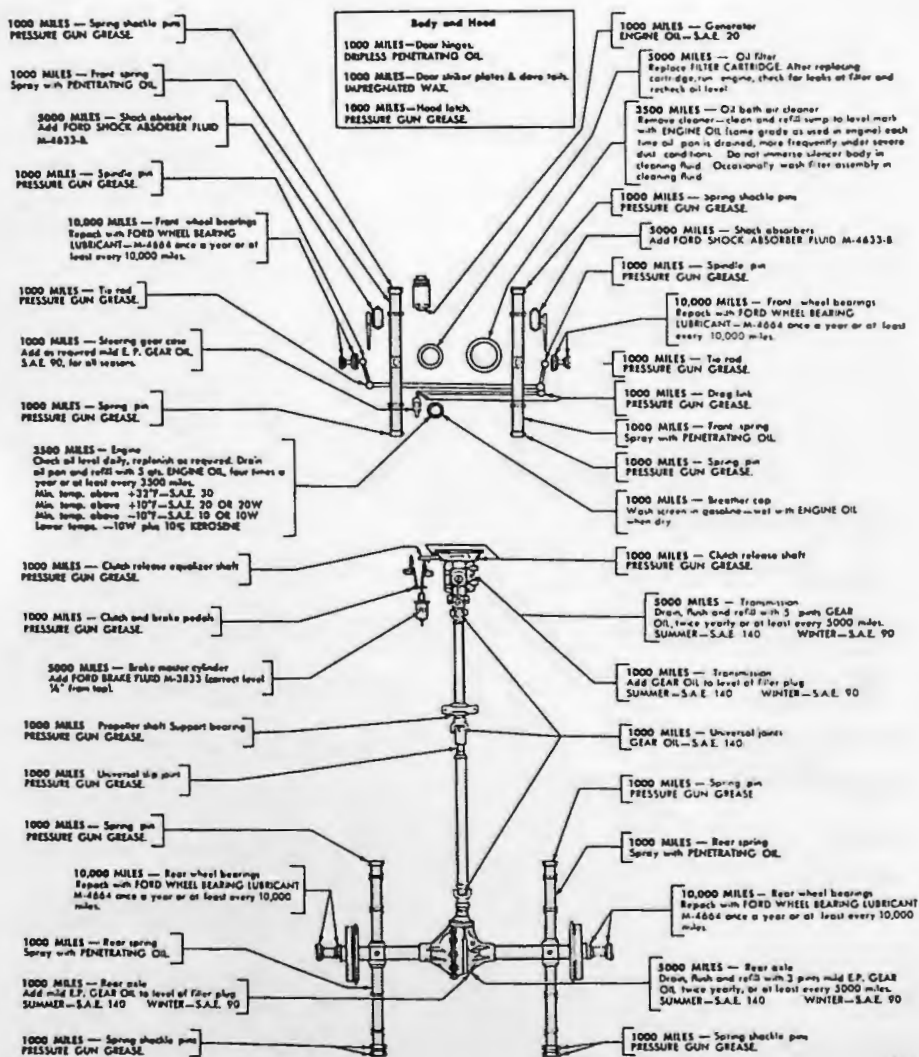 1000 MILES — Spring shackle pins
PRESSURE GUN GREASE.
1000 MILES — Front spring
Spray with PENETRATING OIL.
5000 MILES — Shock absorber
Add FORD SHOCK ABSORBER FLUID
M-4633-B.
1000 MILES — Spindle pin
PRESSURE GUN GREASE.
10,000 MILES — Front wheel bearings
Repack with FORD WHEEL BEARING
LUBRICANT — M-4664 once a year or at
least every 10,000 miles.
1000 MILES — Tie rod
PRESSURE GUN GREASE.
1000 MILES — Steering gear case
Add as required mild E. P. GEAR OIL,
S.A.E. 90, for all seasons.
1000 MILES — Spring pin
PRESSURE GUN GREASE.
3500 MILES — Engine
Check oil level daily, replenish as required. Drain
oil pan and refill with 5 qts. ENGINE OIL, four times a
year or at least every 3500 miles.
Min. temp. above +32°F — S.A.E. 30
Min. temp. above +10°F — S.A.E. 20 OR 20W
Min. temp. above -10°F — S.A.E. 10 OR 10W
Lower temps. — 10W plus 10% KEROSENE
Body and Hood
1000 MILES — Door hinges.
DRIPLESS PENETRATING OIL.
1000 MILES — Door striker plates & dove tails.
IMPREGNATED WAX.
1000 MILES — Hood latch.
PRESSURE GUN GREASE.
1000 MILES — Generator
ENGINE OIL — S.A.E. 20
5000 MILES — Oil filter
Replace FILTER CARTRIDGE. After replacing
cartridge, run engine, check for leaks at filter and
recheck oil level.
3500 MILES — Oil bath air cleaner
Remove cleaner — clean and refill sump to level mark
with ENGINE OIL (same grade as used in engine) each
time oil pan is drained, more frequently under severe
dust conditions. Do not immerse silencer body in
cleaning fluid. Occasionally wash filter assembly in
cleaning fluid
1000 MILES — Spring shackle pins
PRESSURE GUN GREASE.
5000 MILES — Shock absorbers
Add FORD SHOCK ABSORBER FLUID M-4633-B
1000 MILES — Spindle pin
PRESSURE GUN GREASE.
10,000 MILES — Front wheel bearings
Repack with FORD WHEEL BEARING
LUBRICANT — M-4664 once a year or at least
every 10,000 miles.
1000 MILES — Tie rod
PRESSURE GUN GREASE.
1000 MILES — Drag link
PRESSURE GUN GREASE.
1000 MILES — Front spring
Spray with PENETRATING OIL.
1000 MILES — Spring pin
PRESSURE GUN GREASE.
1000 MILES — Breather cap
Wash screen in gasoline — wet with ENGINE OIL
when dry.
1000 MILES — Clutch release equalizer shaft
PRESSURE GUN GREASE.
1000 MILES — Clutch and brake pedals
PRESSURE GUN GREASE.
5000 MILES — Brake master cylinder
Add FORD BRAKE FLUID M-3833 (correct level
½" from top).
1000 MILES — Propeller shaft Support bearing
PRESSURE GUN GREASE.
1000 MILES — Universal slip joint
PRESSURE GUN GREASE.
1000 MILES — Spring pin
PRESSURE GUN GREASE.
10,000 MILES — Rear wheel bearings
Repack with FORD WHEEL BEARING LUBRICANT
M-4664 once a year or at least every 10,000
miles.
1000 MILES — Rear spring
Spray with PENETRATING OIL.
1000 MILES — Rear axle
Add mild E.P. GEAR OIL to level of filler plug
SUMMER — S.A.E. 140 WINTER — S.A.E. 90
1000 MILES — Spring shackle pins
PRESSURE GUN GREASE.
1000 MILES — Clutch release shaft
PRESSURE GUN GREASE.
5000 MILES — Transmission
Drain, flush and refill with 5 pints GEAR
OIL, twice yearly or at least every 5000 miles.
SUMMER — S.A.E. 140 WINTER — S.A.E. 90
1000 MILES — Transmission
Add GEAR OIL to level of filler plug
SUMMER — S.A.E. 140 WINTER — S.A.E. 90
1000 MILES — Universal joints
GEAR OIL — S.A.E. 140.
1000 MILES — Spring pin
PRESSURE GUN GREASE
1000 MILES — Rear spring
Spray with PENETRATING OIL.
10,000 MILES — Rear wheel bearings
Repack with FORD WHEEL BEARING LUBRICANT
M-4664 once a year or at least every 10,000
miles
5000 MILES — Rear axle
Drain, flush and refill with 3 pints mild E.P. GEAR
OIL, twice yearly, or at least every 5000 miles.
SUMMER — S.A.E. 140 WINTER — S.A.E. 90
1000 MILES — Spring shackle pins
PRESSURE GUN GREASE.